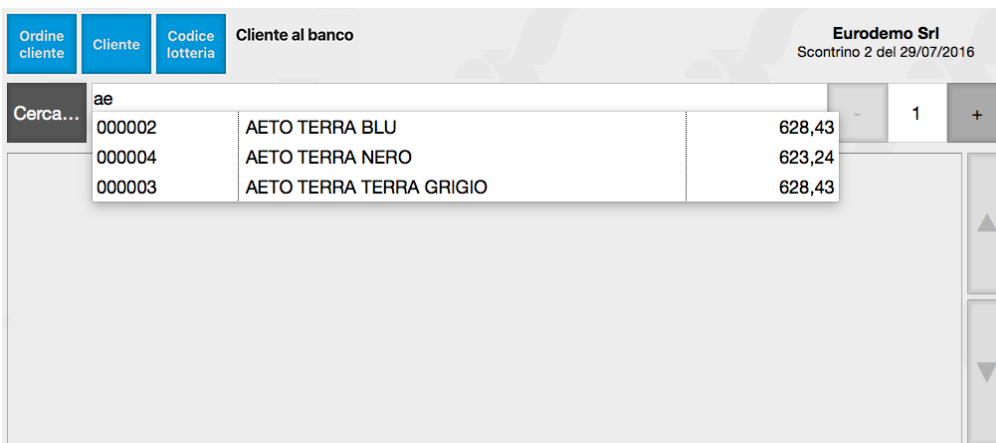 Ordine cliente
Cliente
Codice lotteria
Cliente al banco
Eurodemo Srl
Scontrino 2 del 29/07/2016
Cerca...
ae
- 1 +
000002 AETO TERRA BLU 628,43
000004 AETO TERRA NERO 623,24
000003 AETO TERRA TERRA GRIGIO 628,43